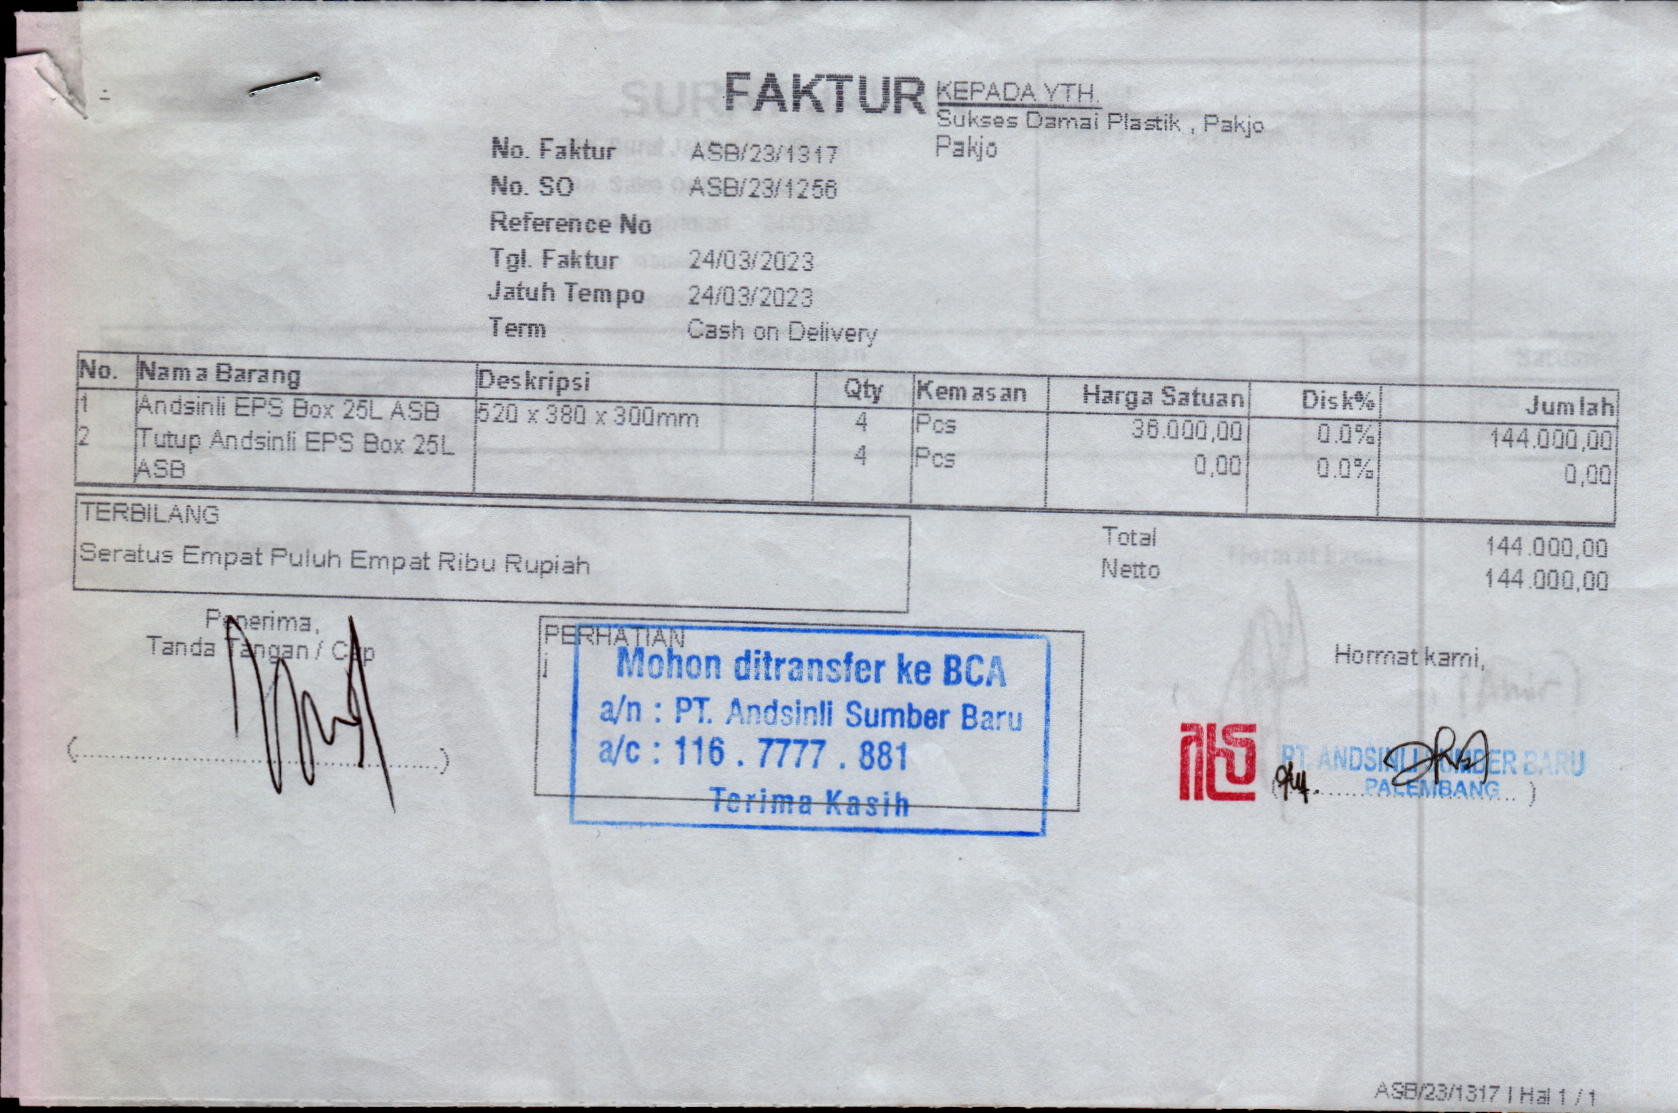 FAKTUR
KEPADA YTH.
Sukses Damai Plastik , Pakjo
Pakjo
No. Faktur ASB/23/1317
No. SO ASB/23/1256
Reference No
Tgl. Faktur 24/03/2023
Jatuh Tempo 24/03/2023
Term Cash on Delivery
No. Nama Barang Deskripsi Qty Kemasan Harga Satuan Disk% Jumlah
1 Andsinli EPS Box 25L ASB 520 x 380 x 300mm 4 Pcs 36.000,00 0.0% 144.000,00
2 Tutup Andsinli EPS Box 25L 4 Pcs 0,00 0.0% 0,00
ASB
TERBILANG
Seratus Empat Puluh Empat Ribu Rupiah
Total 144.000,00
Netto 144.000,00
Penerima,
Tanda Tangan / Cap
PERHATIAN
j
Mohon ditransfer ke BCA
a/n : PT. Andsinli Sumber Baru
a/c : 116 . 7777 . 881
Terima Kasih
Hormat kami,
PT. ANDSINLI SUMBER BARU
PALEMBANG
ASB/23/1317 | Hal 1 / 1